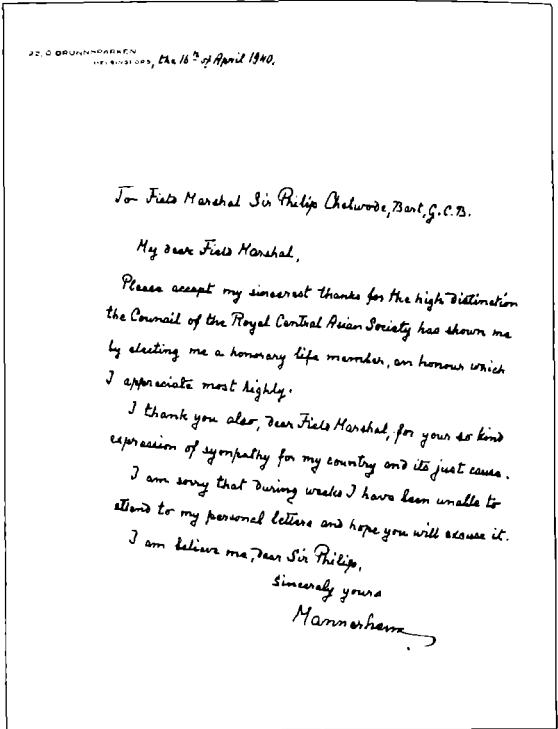 22, Ö BRUNNSPARKEN
HELSINGFORS, the 16th of April 1940.
To Field Marshal Sir Philip Chelwode, Bart, G.C.B.
My dear Field Marshal,
Please accept my sincerest thanks for the high distinction
the Council of the Royal Central Asian Society has shown me
by electing me a honorary life member, an honour which
I appreciate most highly.
I thank you also, dear Field Marshal, for your so kind
expression of sympathy for my country and its just cause.
I am sorry that during weeks I have been unable to
attend to my personal letters and hope you will excuse it.
I am believe me, dear Sir Philip,
Sincerely yours
Mannerheim